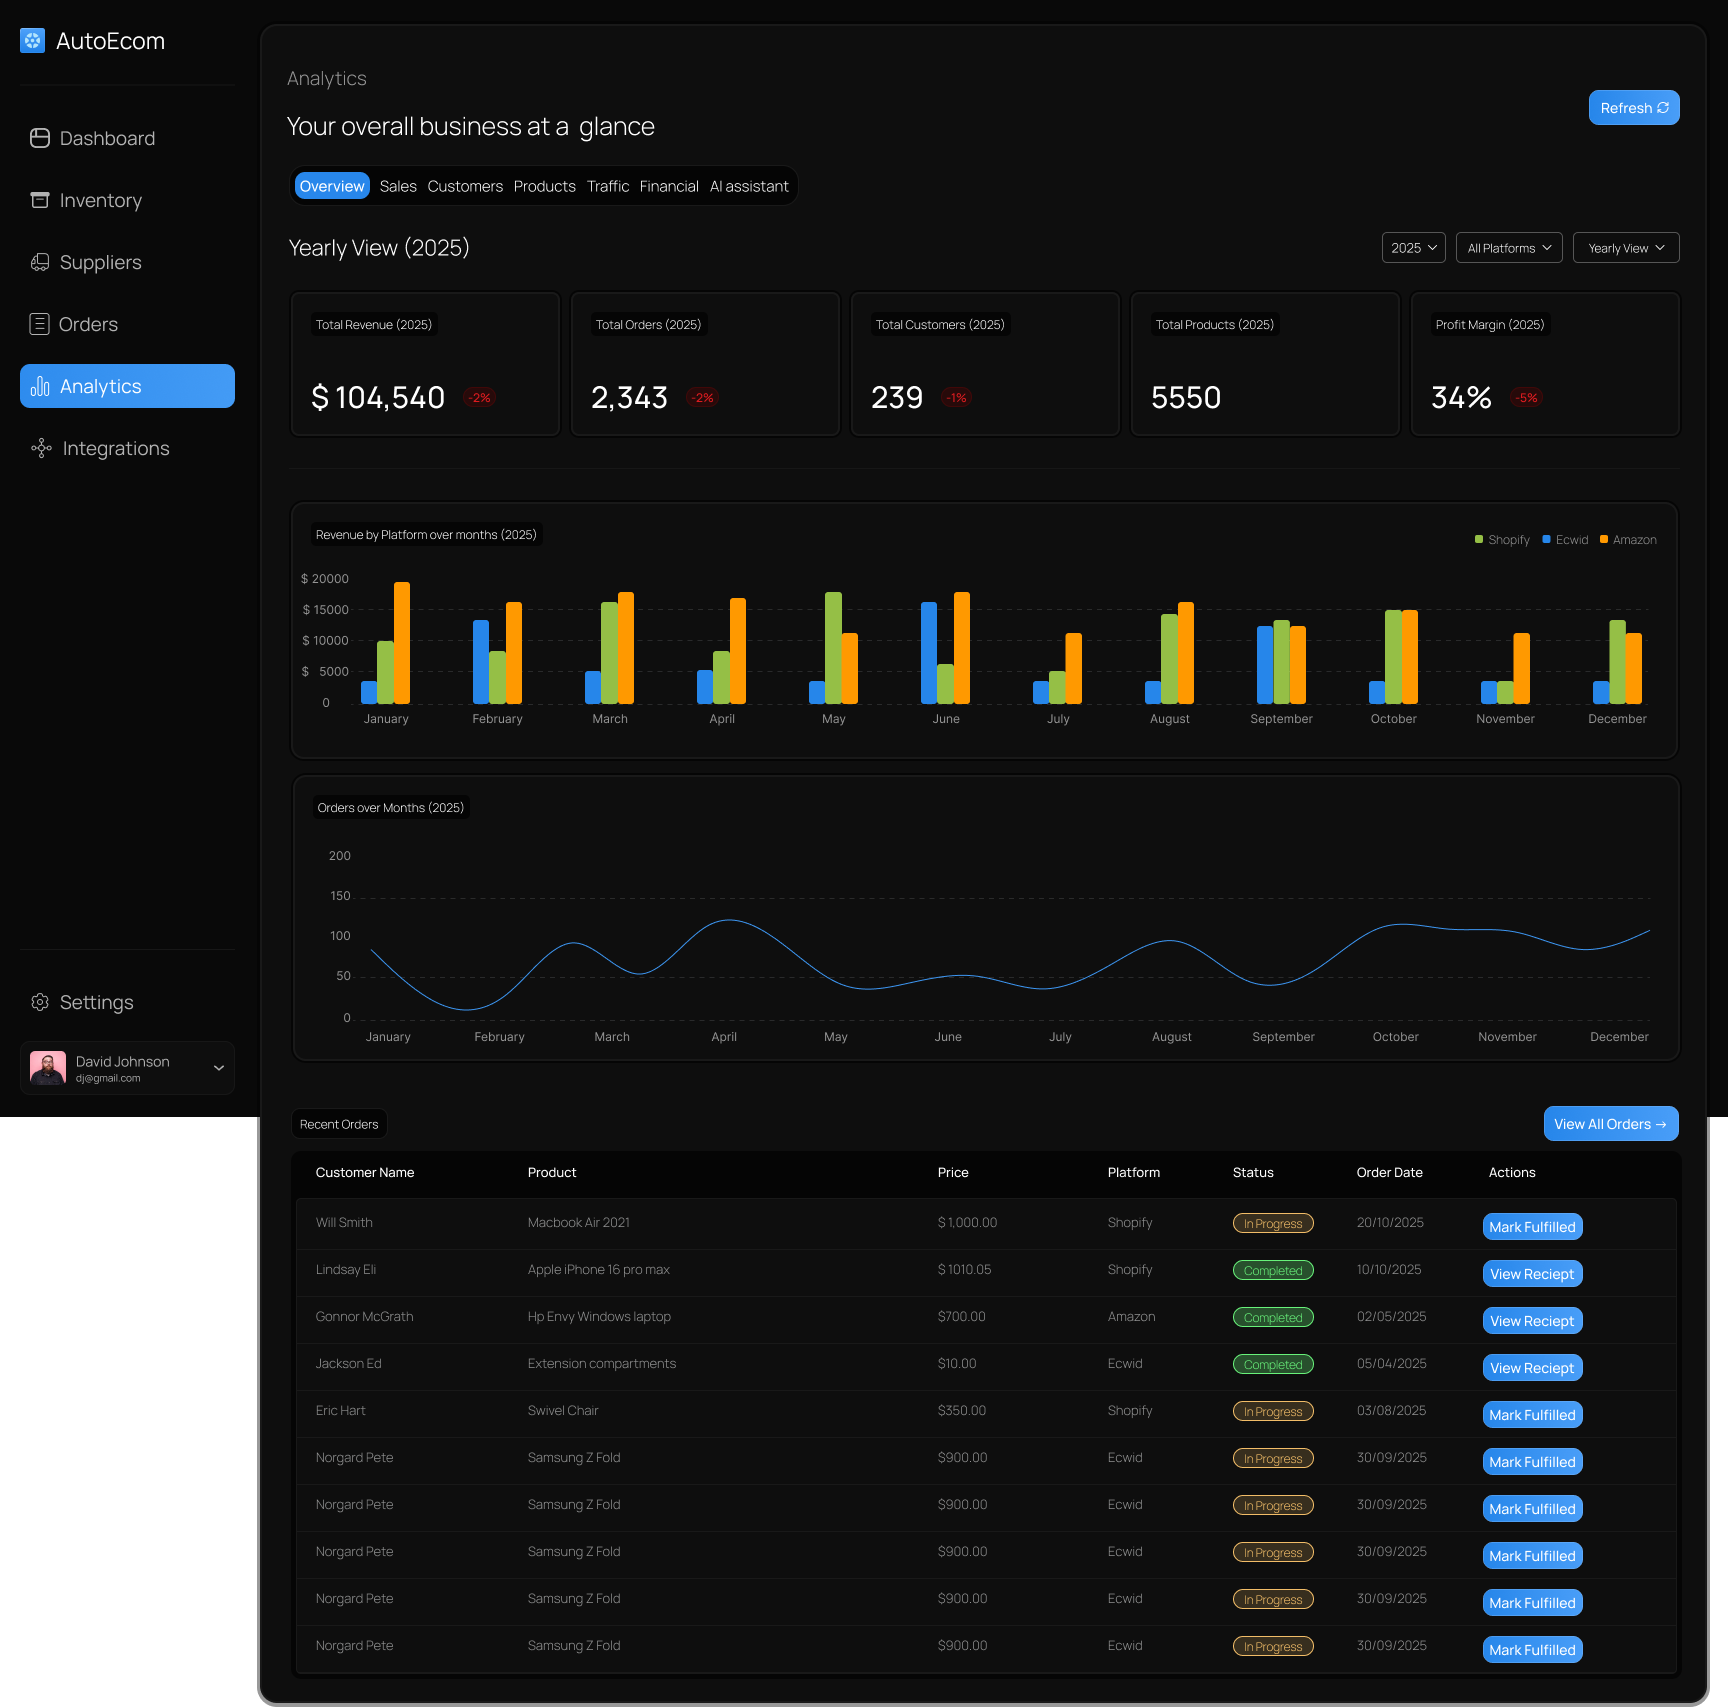 AutoEcom
Dashboard
Inventory
Suppliers
Orders
Analytics
Integrations
Settings
David Johnson
dj@gmail.com
Analytics
Your overall business at a glance
Refresh
Overview Sales Customers Products Traffic Financial AI assistant
Yearly View (2025)
2025 All Platforms Yearly View
Total Revenue (2025) Total Orders (2025) Total Customers (2025) Total Products (2025) Profit Margin (2025)
$ 104,540 -2% 2,343 -2% 239 -1% 5550 34% -5%
Revenue by Platform over months (2025)
Shopify Ecwid Amazon
$ 20000
$ 15000
$ 10000
$ 5000
0
January February March April May June July August September October November December
Orders over Months (2025)
200
150
100
50
0
January February March April May June July August September October November December
Recent Orders View All Orders →
Customer Name Product Price Platform Status Order Date Actions
Will Smith Macbook Air 2021 $ 1,000.00 Shopify In Progress 20/10/2025 Mark Fulfilled
Lindsay Eli Apple iPhone 16 pro max $ 1010.05 Shopify Completed 10/10/2025 View Reciept
Gonnor McGrath Hp Envy Windows laptop $700.00 Amazon Completed 02/05/2025 View Reciept
Jackson Ed Extension compartments $10.00 Ecwid Completed 05/04/2025 View Reciept
Eric Hart Swivel Chair $350.00 Shopify In Progress 03/08/2025 Mark Fulfilled
Norgard Pete Samsung Z Fold $900.00 Ecwid In Progress 30/09/2025 Mark Fulfilled
Norgard Pete Samsung Z Fold $900.00 Ecwid In Progress 30/09/2025 Mark Fulfilled
Norgard Pete Samsung Z Fold $900.00 Ecwid In Progress 30/09/2025 Mark Fulfilled
Norgard Pete Samsung Z Fold $900.00 Ecwid In Progress 30/09/2025 Mark Fulfilled
Norgard Pete Samsung Z Fold $900.00 Ecwid In Progress 30/09/2025 Mark Fulfilled